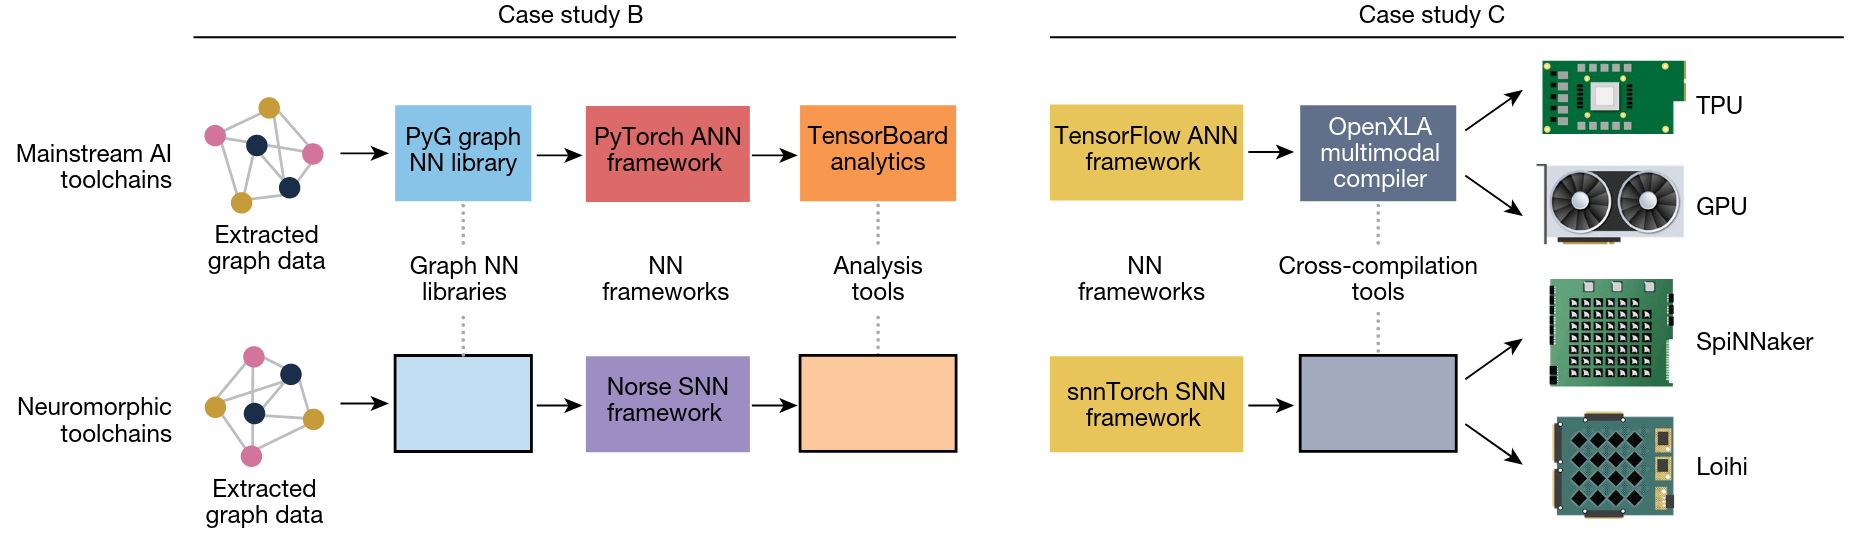 Case study B
Case study C
Mainstream AI
toolchains
Extracted
graph data
PyG graph
NN library
PyTorch ANN
framework
TensorBoard
analytics
TensorFlow ANN
framework
OpenXLA
multimodal
compiler
TPU
GPU
Graph NN
libraries
NN
frameworks
Analysis
tools
NN
frameworks
Cross-compilation
tools
Neuromorphic
toolchains
Extracted
graph data
Norse SNN
framework
snnTorch SNN
framework
SpiNNaker
Loihi